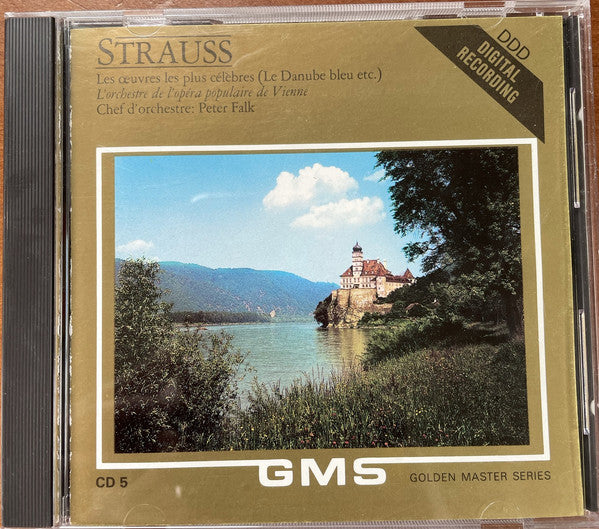 STRAUSS
Les œuvres les plus célèbres (Le Danube bleu etc.)
L'orchestre de l'opéra populaire de Vienne
Chef d'orchestre: Peter Falk
DDD
DIGITAL
RECORDING
CD 5
GMS
GOLDEN MASTER SERIES